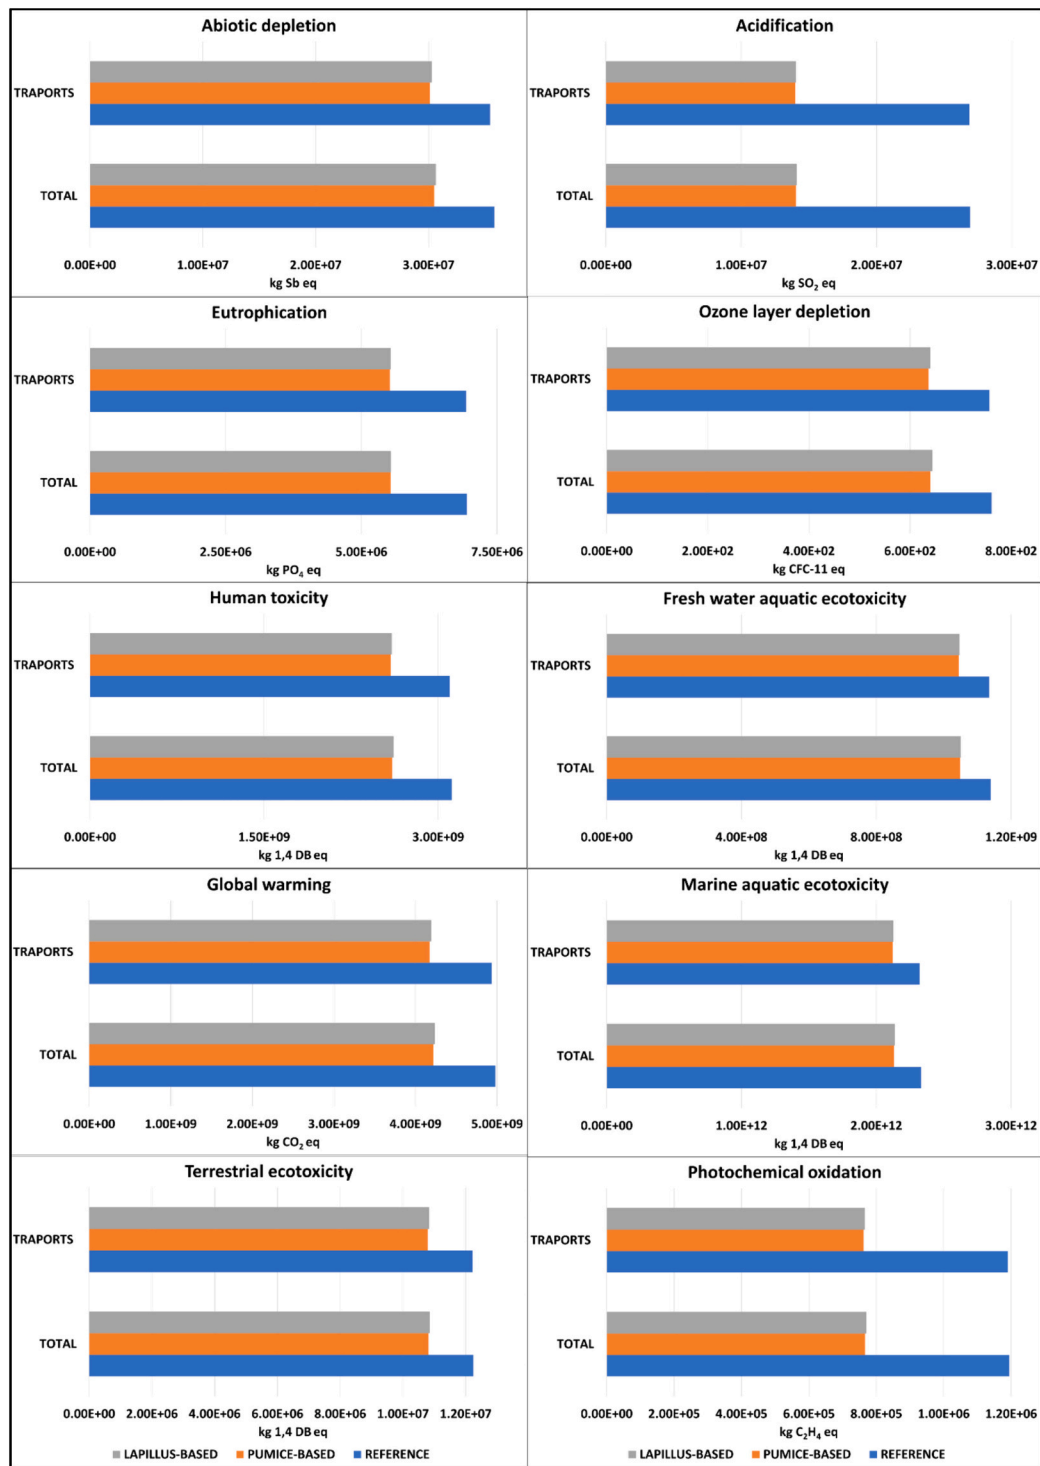 Abiotic depletion
TRAPORTS
TOTAL
0.00E+00 1.00E+07 2.00E+07 3.00E+07
kg Sb eq
Acidification
TRAPORTS
TOTAL
0.00E+00 1.00E+07 2.00E+07 3.00E+07
kg SO₂ eq
Eutrophication
TRAPORTS
TOTAL
0.00E+00 2.50E+06 5.00E+06 7.50E+06
kg PO₄ eq
Ozone layer depletion
TRAPORTS
TOTAL
0.00E+00 2.00E+02 4.00E+02 6.00E+02 8.00E+02
kg CFC-11 eq
Human toxicity
TRAPORTS
TOTAL
0.00E+00 1.50E+09 3.00E+09
kg 1,4 DB eq
Fresh water aquatic ecotoxicity
TRAPORTS
TOTAL
0.00E+00 4.00E+08 8.00E+08 1.20E+09
kg 1,4 DB eq
Global warming
TRAPORTS
TOTAL
0.00E+00 1.00E+09 2.00E+09 3.00E+09 4.00E+09 5.00E+09
kg CO₂ eq
Marine aquatic ecotoxicity
TRAPORTS
TOTAL
0.00E+00 1.00E+12 2.00E+12 3.00E+12
kg 1,4 DB eq
Terrestrial ecotoxicity
TRAPORTS
TOTAL
0.00E+00 2.00E+06 4.00E+06 6.00E+06 8.00E+06 1.00E+07 1.20E+07
kg 1,4 DB eq
LAPILLUS-BASED PUMICE-BASED REFERENCE
Photochemical oxidation
TRAPORTS
TOTAL
0.00E+00 2.00E+05 4.00E+05 6.00E+05 8.00E+05 1.00E+06 1.20E+06
kg C₂H₄ eq
LAPILLUS-BASED PUMICE-BASED REFERENCE